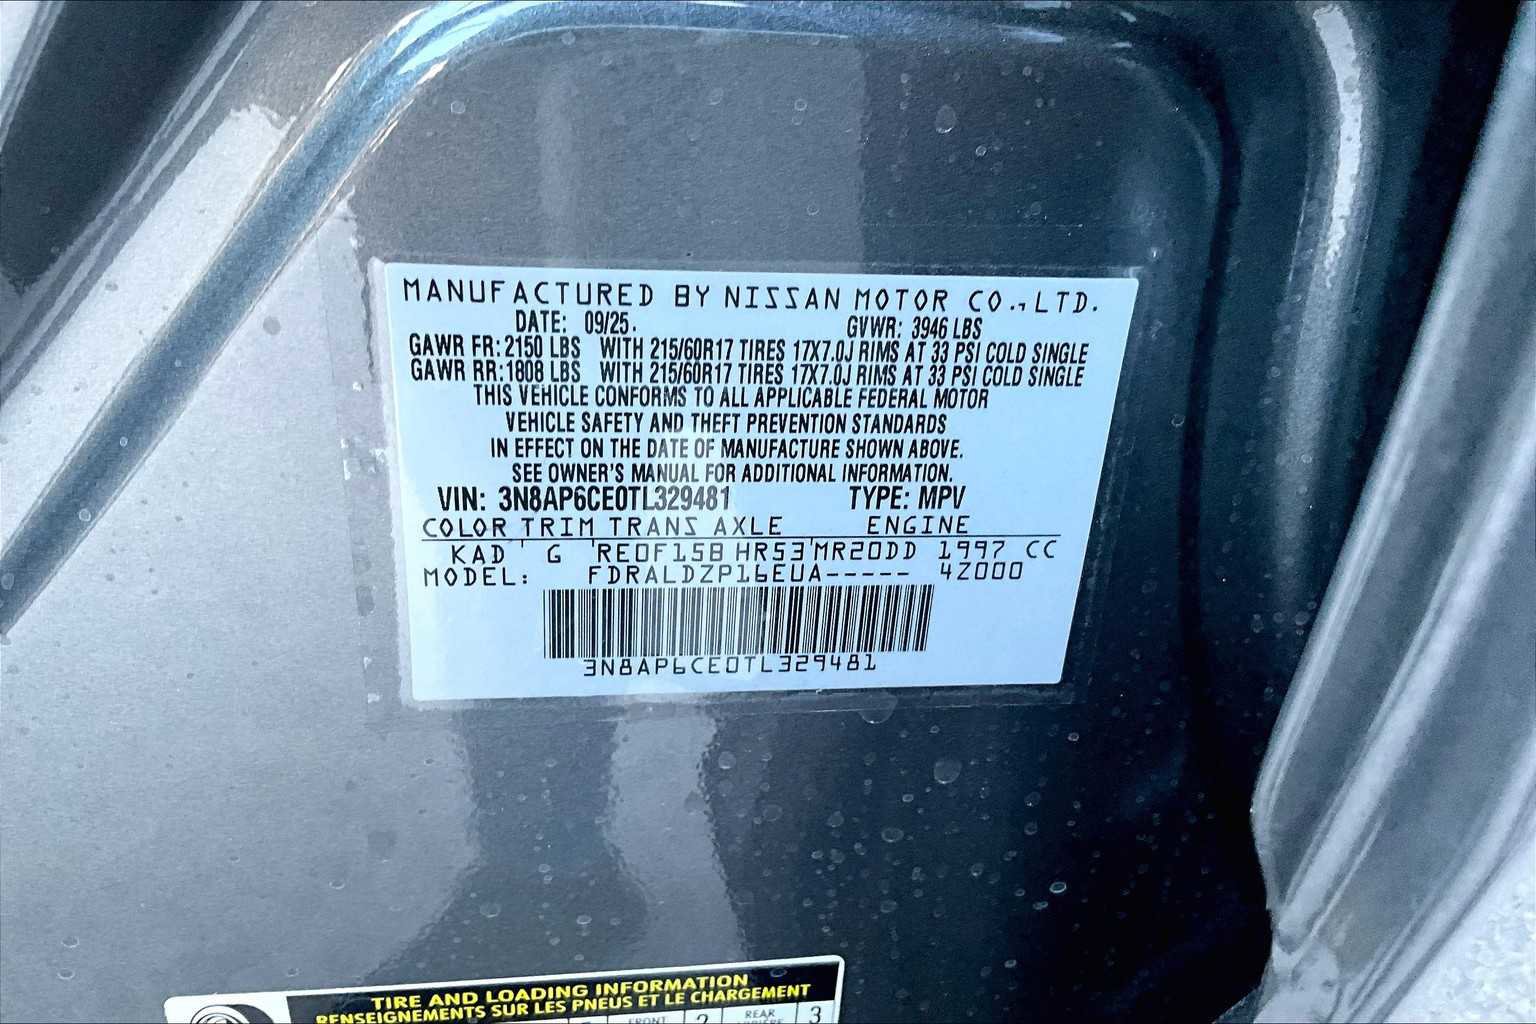 MANUFACTURED BY NISSAN MOTOR CO.,LTD.
DATE: 09/25. GVWR: 3946 LBS
GAWR FR:2150 LBS WITH 215/60R17 TIRES 17X7.0J RIMS AT 33 PSI COLD SINGLE
GAWR RR:1808 LBS WITH 215/60R17 TIRES 17X7.0J RIMS AT 33 PSI COLD SINGLE
THIS VEHICLE CONFORMS TO ALL APPLICABLE FEDERAL MOTOR
VEHICLE SAFETY AND THEFT PREVENTION STANDARDS
IN EFFECT ON THE DATE OF MANUFACTURE SHOWN ABOVE.
SEE OWNER'S MANUAL FOR ADDITIONAL INFORMATION.
VIN: 3N8AP6CE0TL329481 TYPE: MPV
COLOR TRIM TRANS AXLE ENGINE
KAD G RE0F15B HR53 MR20DD 1997 CC
MODEL: FDRALDZP16EUA----- 4Z000
3N8AP6CE0TL329481
TIRE AND LOADING INFORMATION
RENSEIGNEMENTS SUR LES PNEUS ET LE CHARGEMENT
FRONT 2 REAR 3